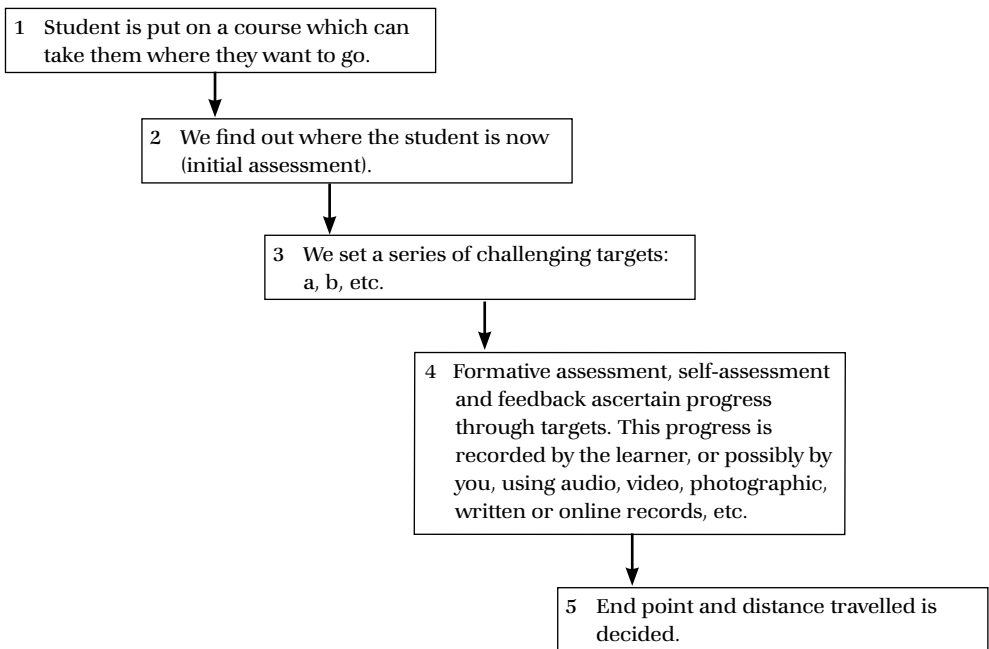 1 Student is put on a course which can
take them where they want to go.
2 We find out where the student is now
(initial assessment).
3 We set a series of challenging targets:
a, b, etc.
4 Formative assessment, self-assessment
and feedback ascertain progress
through targets. This progress is
recorded by the learner, or possibly by
you, using audio, video, photographic,
written or online records, etc.
5 End point and distance travelled is
decided.